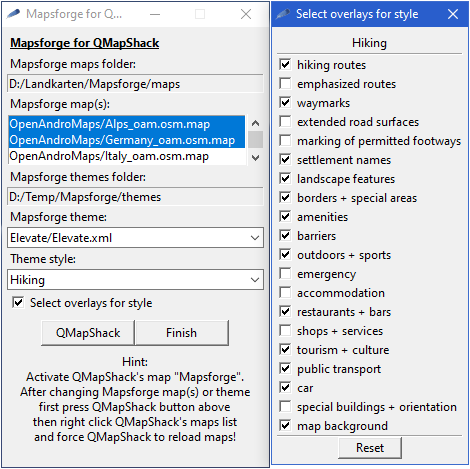 Mapsforge for Q...
Mapsforge for QMapShack
Mapsforge maps folder:
D:/Landkarten/Mapsforge/maps
Mapsforge map(s):
OpenAndroMaps/Alps_oam.osm.map
OpenAndroMaps/Germany_oam.osm.map
OpenAndroMaps/Italy_oam.osm.map
Mapsforge themes folder:
D:/Temp/Mapsforge/themes
Mapsforge theme:
Elevate/Elevate.xml
Theme style:
Hiking
Select overlays for style
QMapShack
Finish
Hint:
Activate QMapShack's map "Mapsforge".
After changing Mapsforge map(s) or theme
first press QMapShack button above
then right click QMapShack's maps list
and force QMapShack to reload maps!
Select overlays for style
Hiking
hiking routes
emphasized routes
waymarks
extended road surfaces
marking of permitted footways
settlement names
landscape features
borders + special areas
amenities
barriers
outdoors + sports
emergency
accommodation
restaurants + bars
shops + services
tourism + culture
public transport
car
special buildings + orientation
map background
Reset